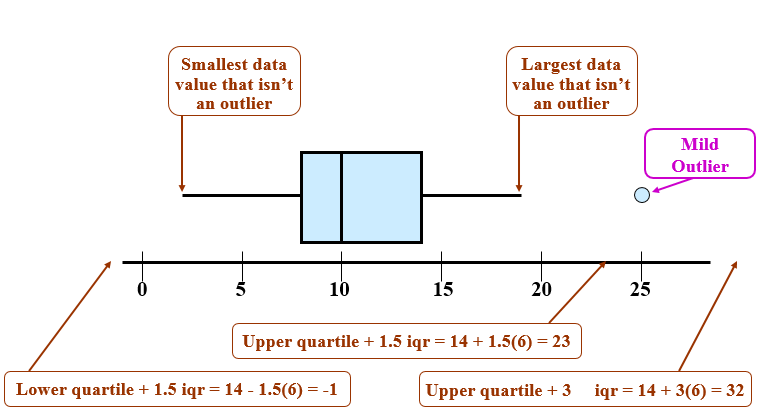 Smallest data
value that isn't
an outlier
Largest data
value that isn't
an outlier
Mild
Outlier
0 5 10 15 20 25
Upper quartile + 1.5 iqr = 14 + 1.5(6) = 23
Lower quartile + 1.5 iqr = 14 - 1.5(6) = -1
Upper quartile + 3 iqr = 14 + 3(6) = 32